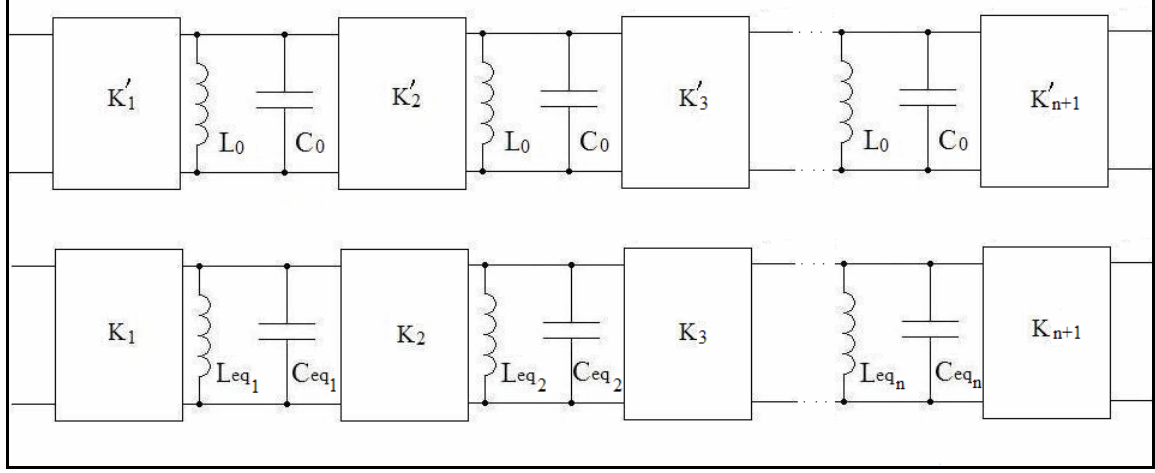 K′₁ L₀ C₀ K′₂ L₀ C₀ K′₃ L₀ C₀ K′ₙ₊₁
K₁ Leq₁ Ceq₁ K₂ Leq₂ Ceq₂ K₃ Leqₙ Ceqₙ Kₙ₊₁